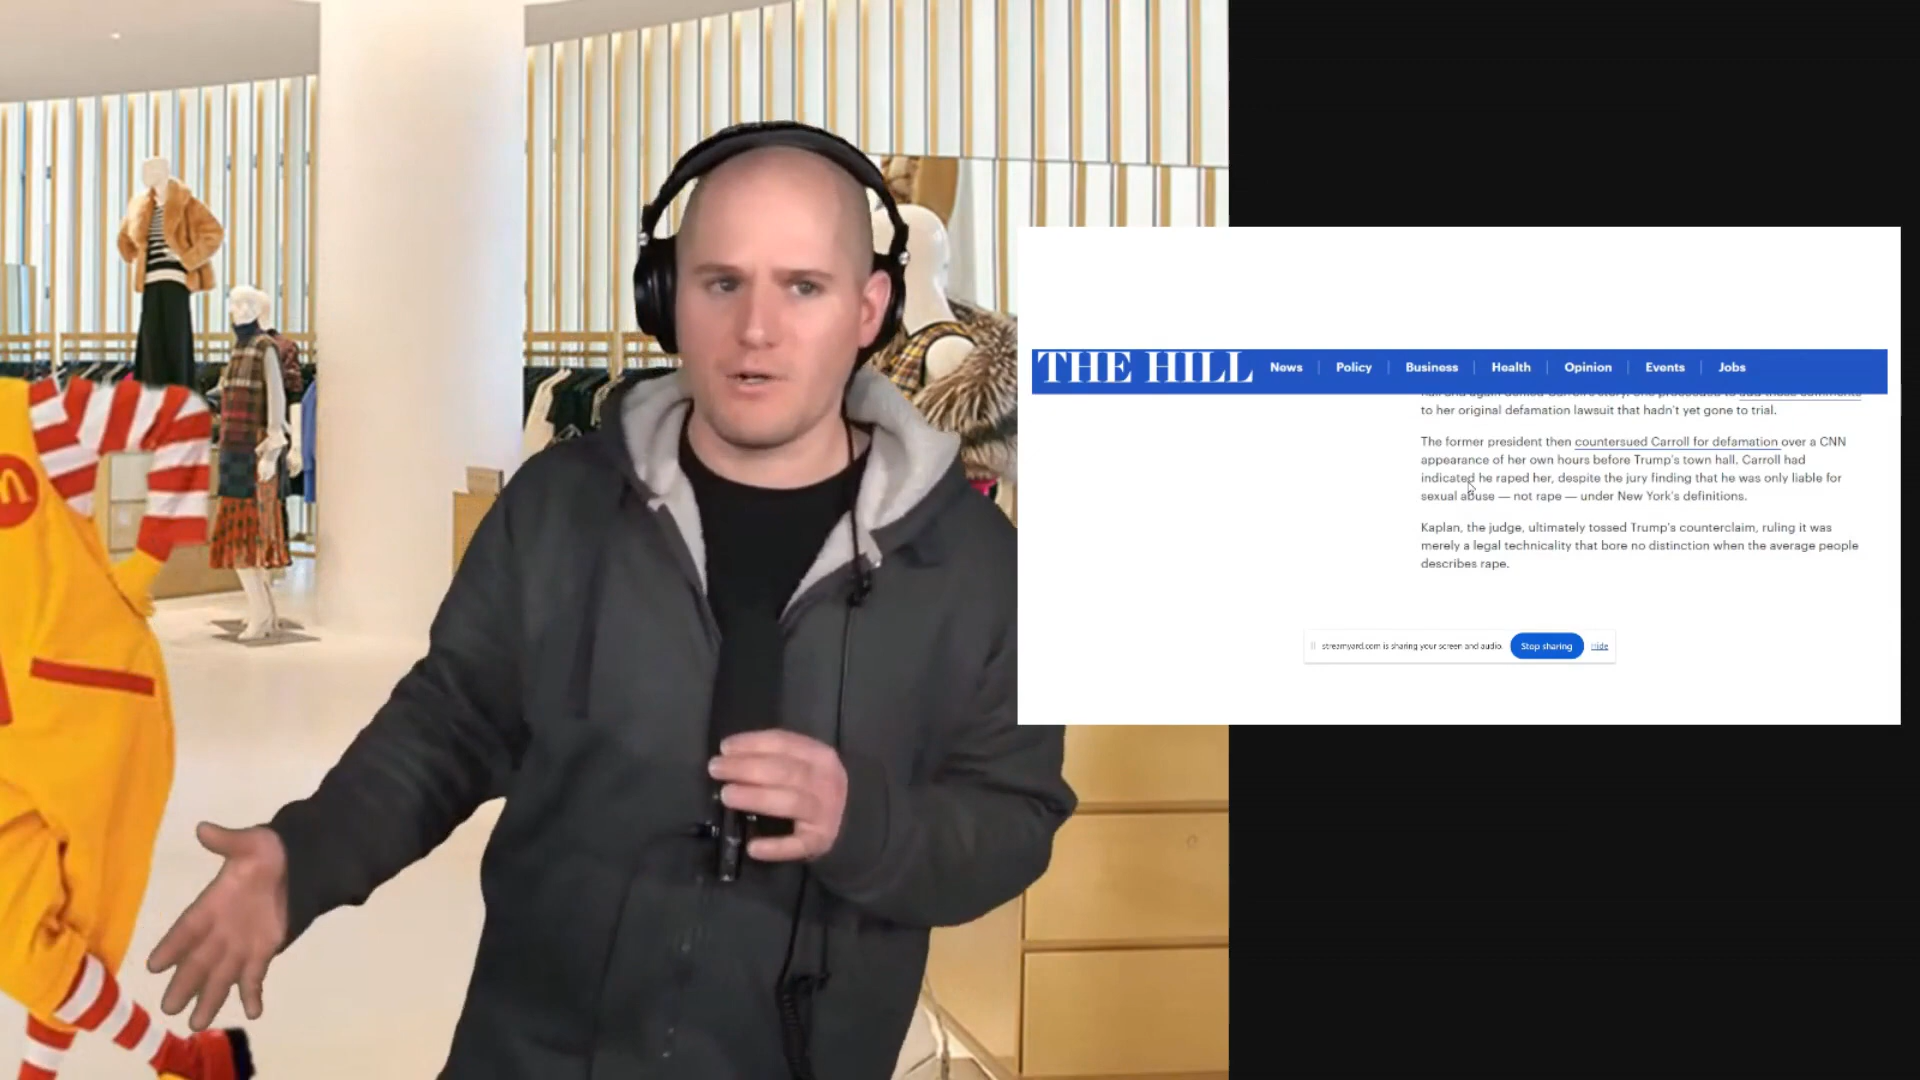 THE HILL
News
Policy
Business
Health
Opinion
Events
Jobs
to her original defamation lawsuit that hadn't yet gone to trial.
The former president then countersued Carroll for defamation over a CNN
appearance of her own hours before Trump's town hall. Carroll had
indicated he raped her, despite the jury finding that he was only liable for
sexual abuse — not rape — under New York's definitions.
Kaplan, the judge, ultimately tossed Trump's counterclaim, ruling it was
merely a legal technicality that bore no distinction when the average people
describes rape.
streamyard.com is sharing your screen and audio.
Stop sharing
Hide